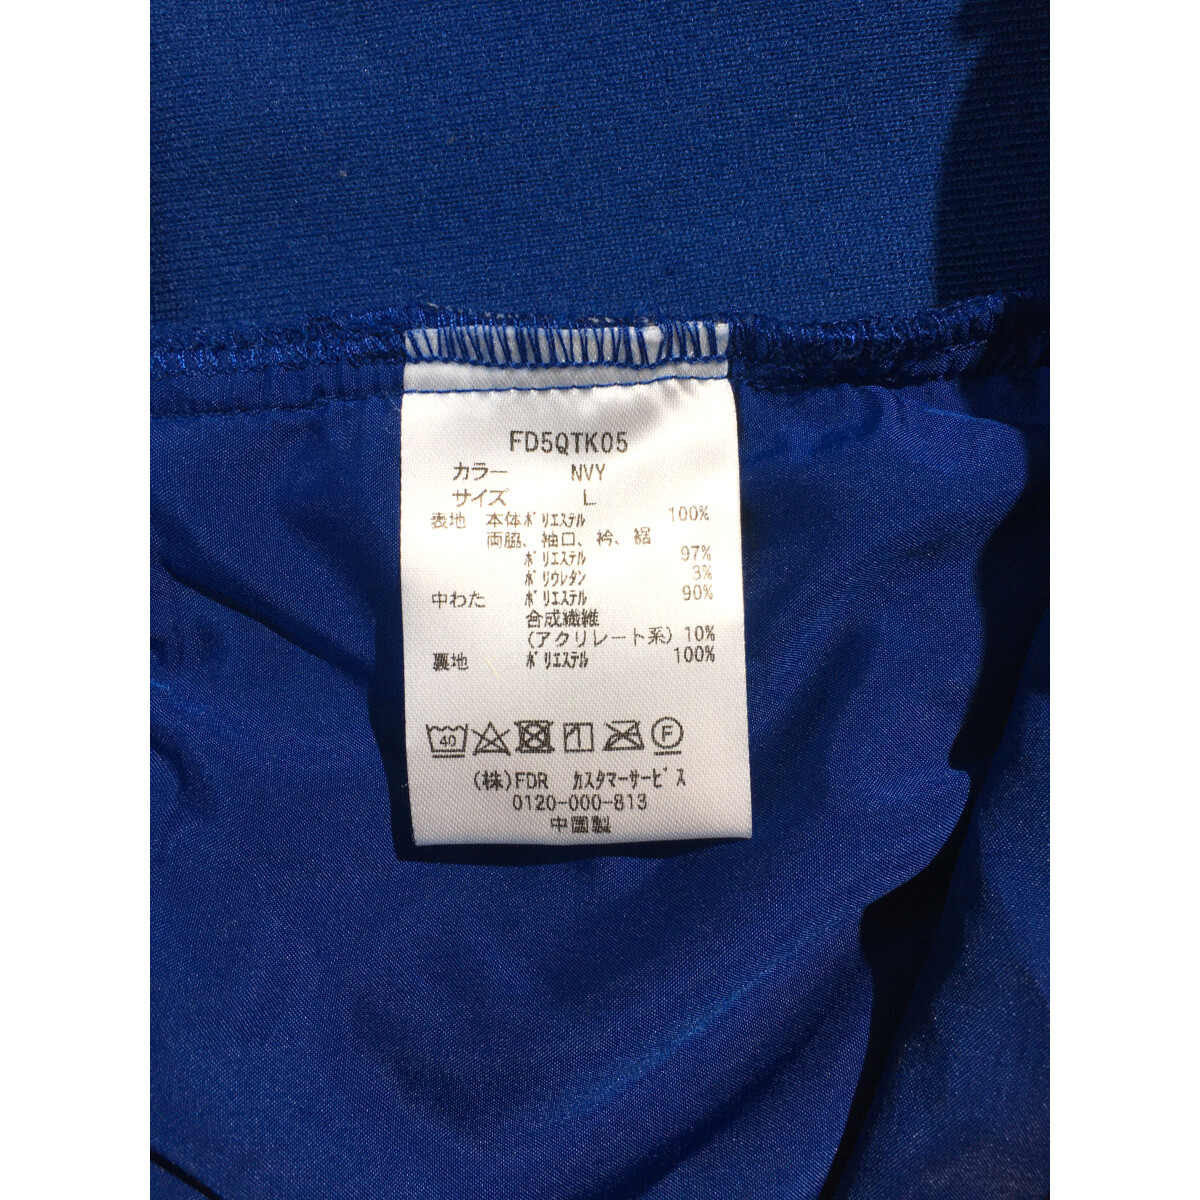 FD5QTK05
カラー NVY
サイズ L
表地 本体ポリエステル 100%
両脇、袖口、衿、裾
ポリエステル 97%
ポリウレタン 3%
中わた ポリエステル 90%
合成繊維
(アクリレート系) 10%
裏地 ポリエステル 100%
40 F
(株)FDR カスタマーサービス
0120-000-813
中国製